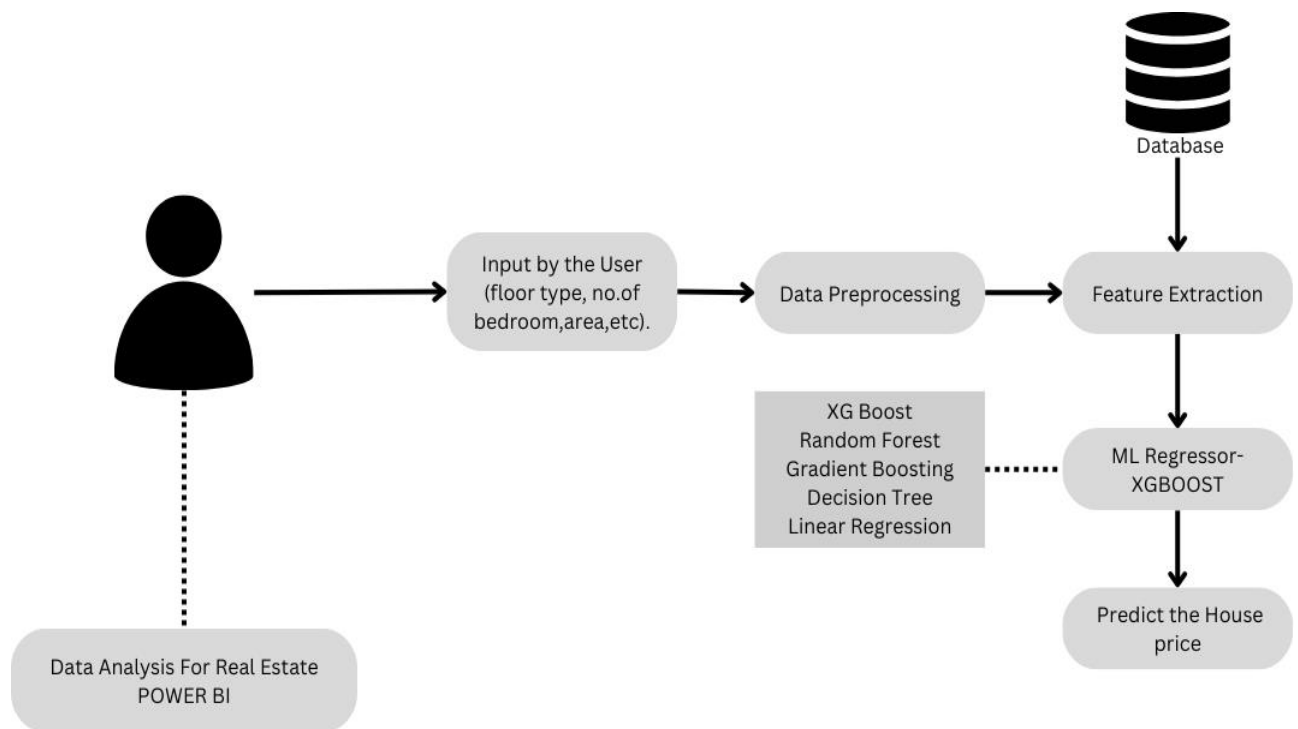 Database
Input by the User
(floor type, no.of
bedroom,area,etc).
Data Preprocessing
Feature Extraction
XG Boost
Random Forest
Gradient Boosting
Decision Tree
Linear Regression
ML Regressor-
XGBOOST
Predict the House
price
Data Analysis For Real Estate
POWER BI